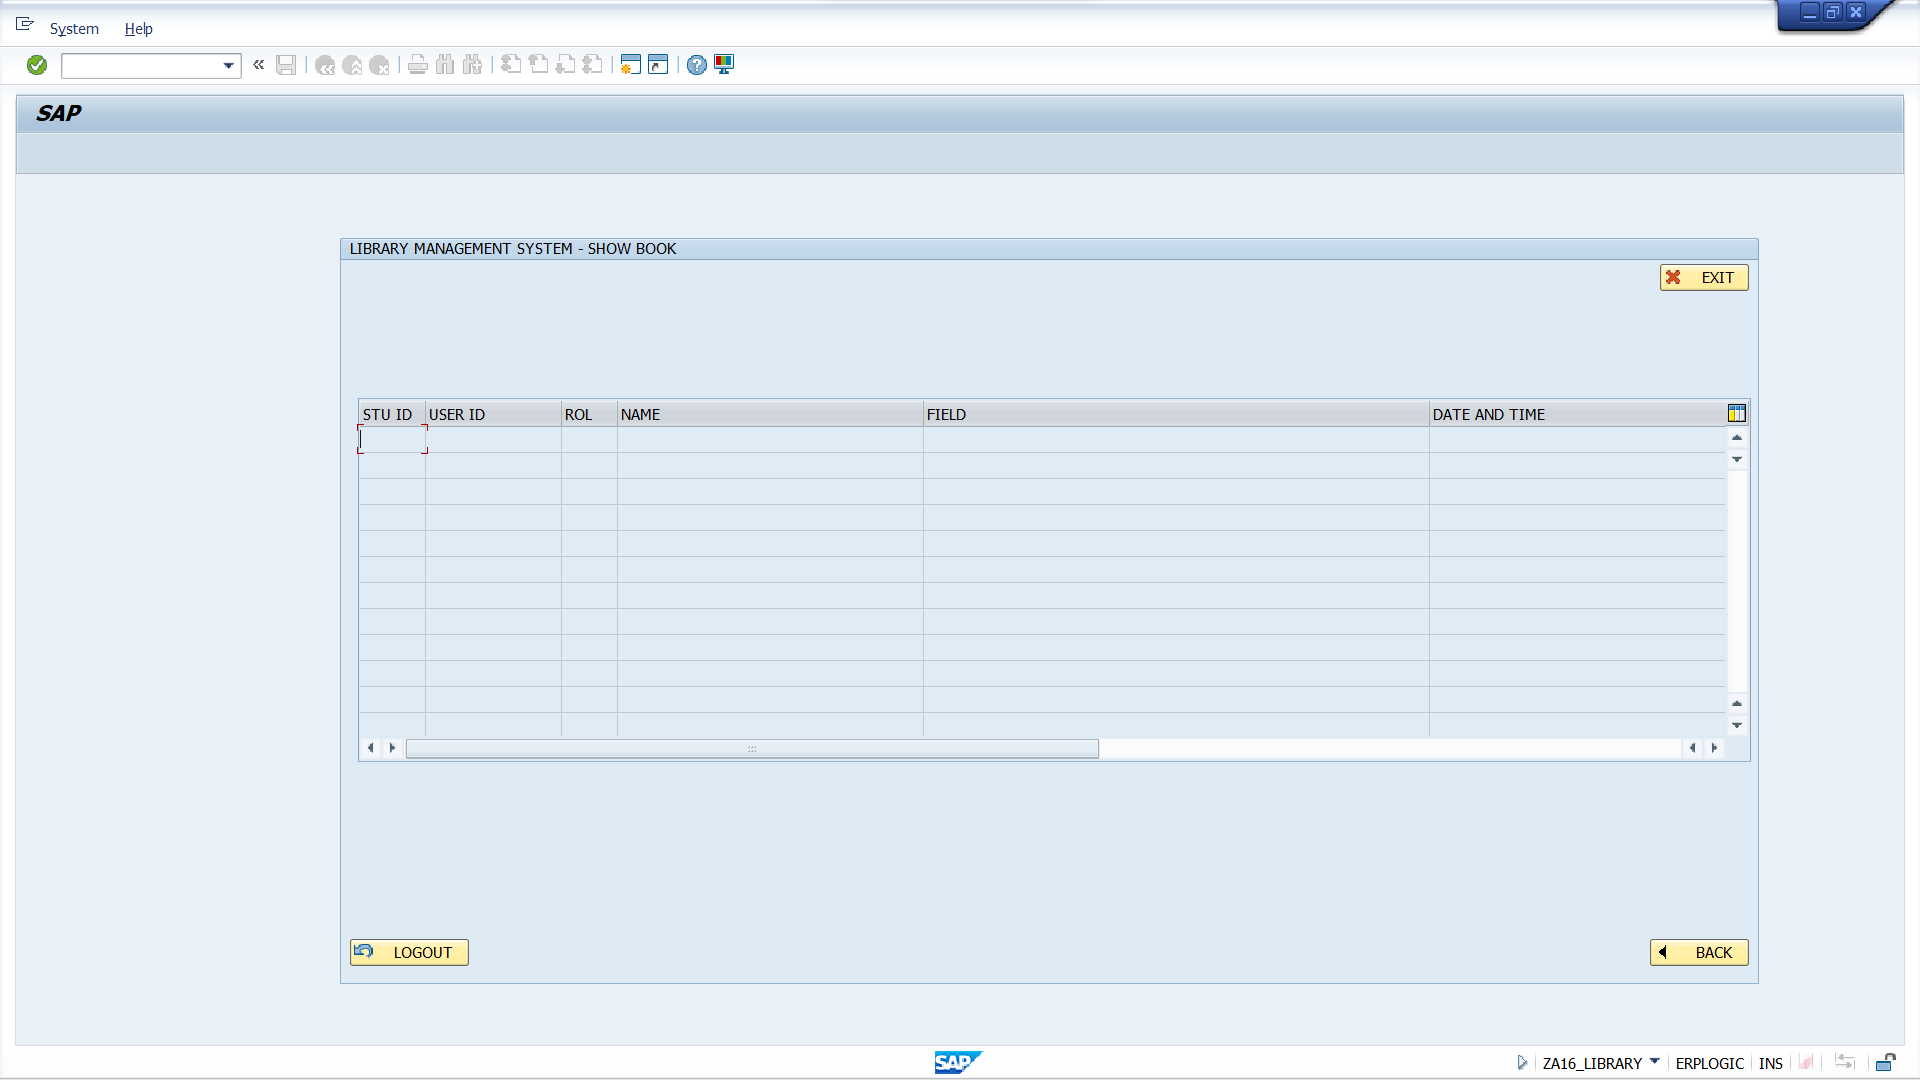 System Help
SAP
LIBRARY MANAGEMENT SYSTEM - SHOW BOOK
EXIT
STU ID USER ID ROL NAME FIELD DATE AND TIME
LOGOUT BACK
SAP ZA16_LIBRARY ERPLOGIC INS